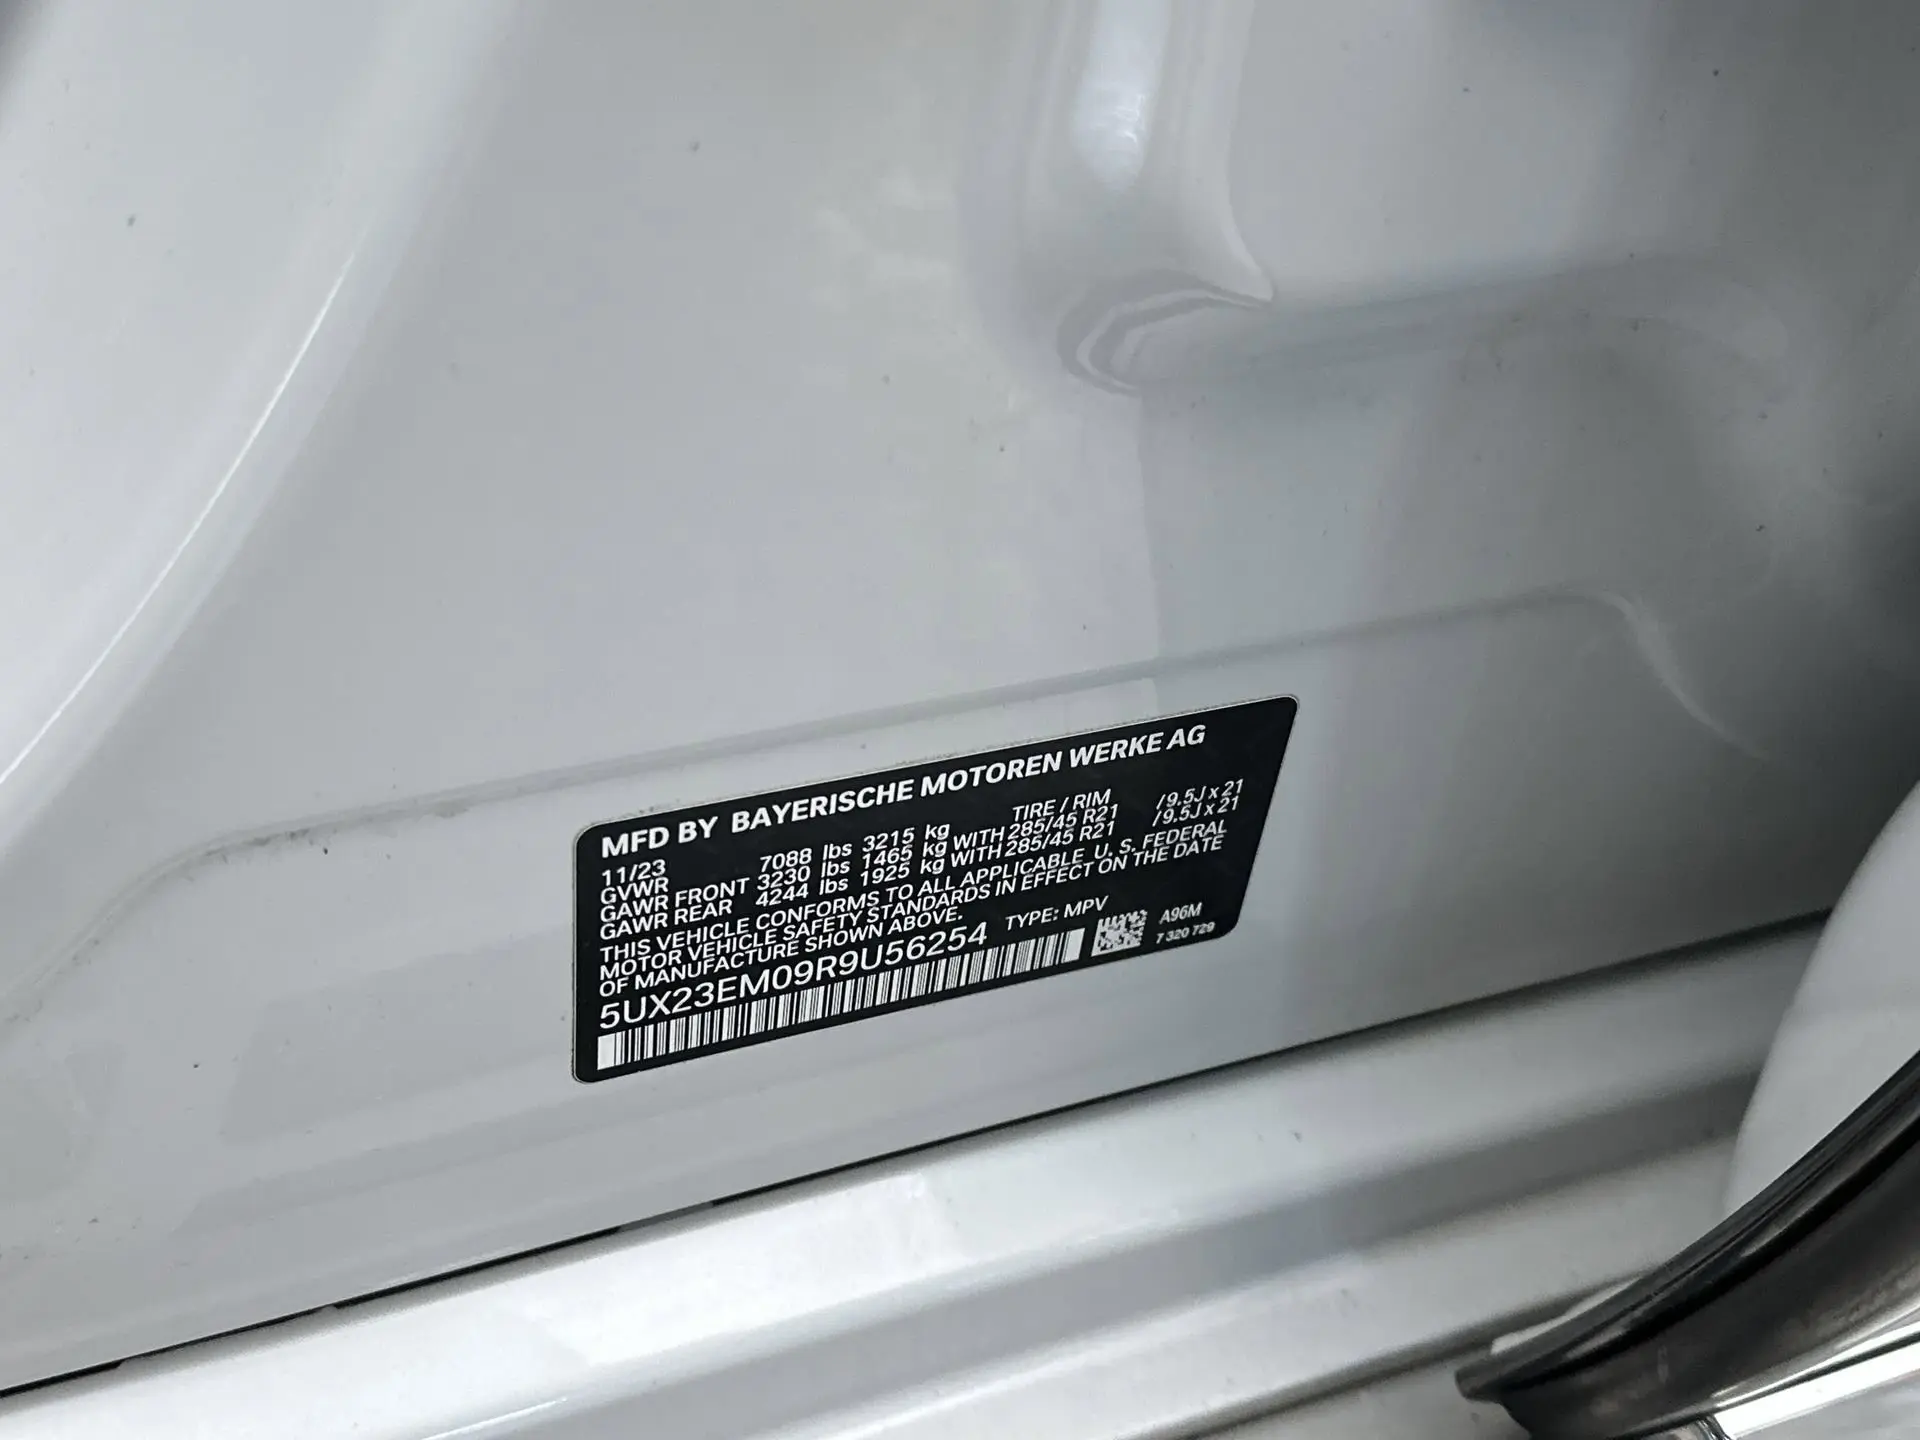 MFD BY BAYERISCHE MOTOREN WERKE AG
11/23 TIRE / RIM
GVWR 7088 lbs 3215 kg
GAWR FRONT 3230 lbs 1465 kg WITH 285/45 R21 /9.5J x 21
GAWR REAR 4244 lbs 1925 kg WITH 285/45 R21 /9.5J x 21
THIS VEHICLE CONFORMS TO ALL APPLICABLE U. S. FEDERAL
MOTOR VEHICLE SAFETY STANDARDS IN EFFECT ON THE DATE
OF MANUFACTURE SHOWN ABOVE.
5UX23EM09R9U56254 TYPE: MPV
A96M
7 320 729